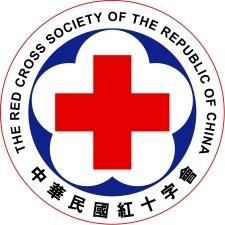 THE RED CROSS SOCIETY OF THE REPUBLIC OF CHINA
中華民國紅十字會